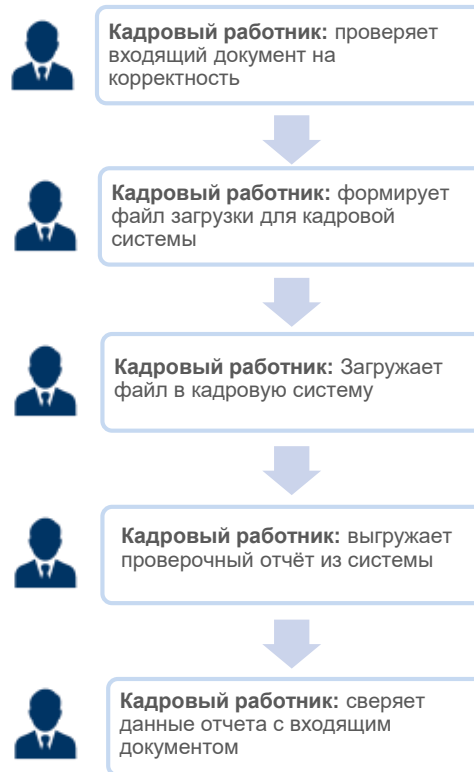 Кадровый работник: проверяет
входящий документ на
корректность
Кадровый работник: формирует
файл загрузки для кадровой
системы
Кадровый работник: Загружает
файл в кадровую систему
Кадровый работник: выгружает
проверочный отчёт из системы
Кадровый работник: сверяет
данные отчета с входящим
документом